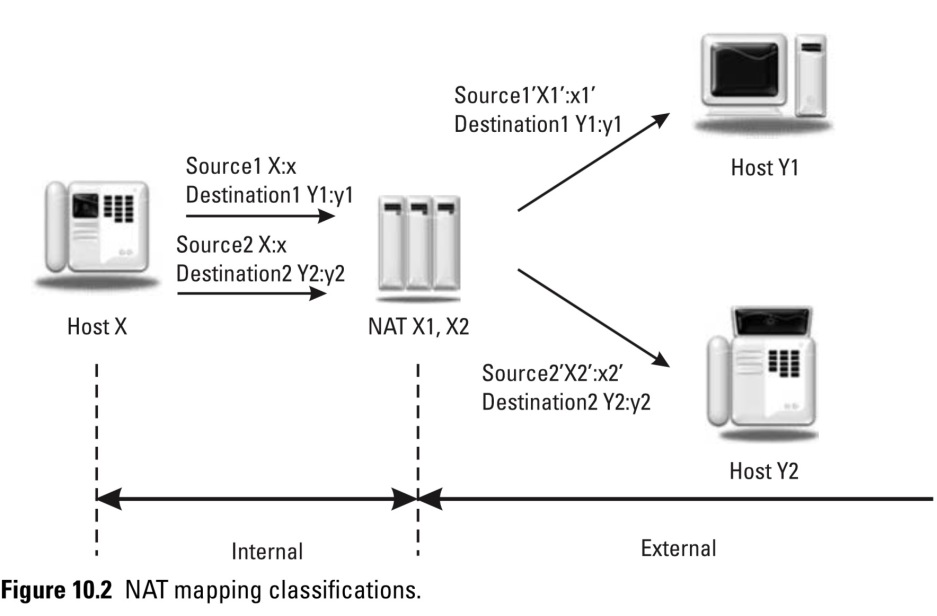 Source1'X1':x1'
Destination1 Y1:y1
Host Y1
Source1 X:x
Destination1 Y1:y1
Source2 X:x
Destination2 Y2:y2
Host X
NAT X1, X2
Source2'X2':x2'
Destination2 Y2:y2
Host Y2
Internal
External
Figure 10.2 NAT mapping classifications.